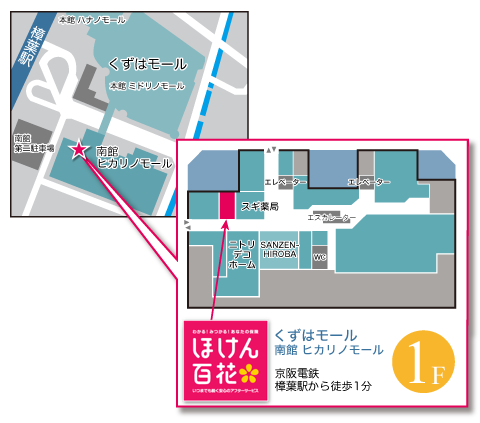 本館 ハナノモール
樟葉駅
くずはモール
本館 ミドリノモール
南館
第二駐車場
南館
ヒカリノモール
エレベーター
エレベーター
スギ薬局
エスカレーター
ニトリ
デコ
ホーム
SANZEN-
HIROBA
WC
わかる!みつかる!あなたの保険
ほけん
百花
いつまでも続く安心のアフターサービス
くずはモール
南館 ヒカリノモール
1F
京阪電鉄
樟葉駅から徒歩1分